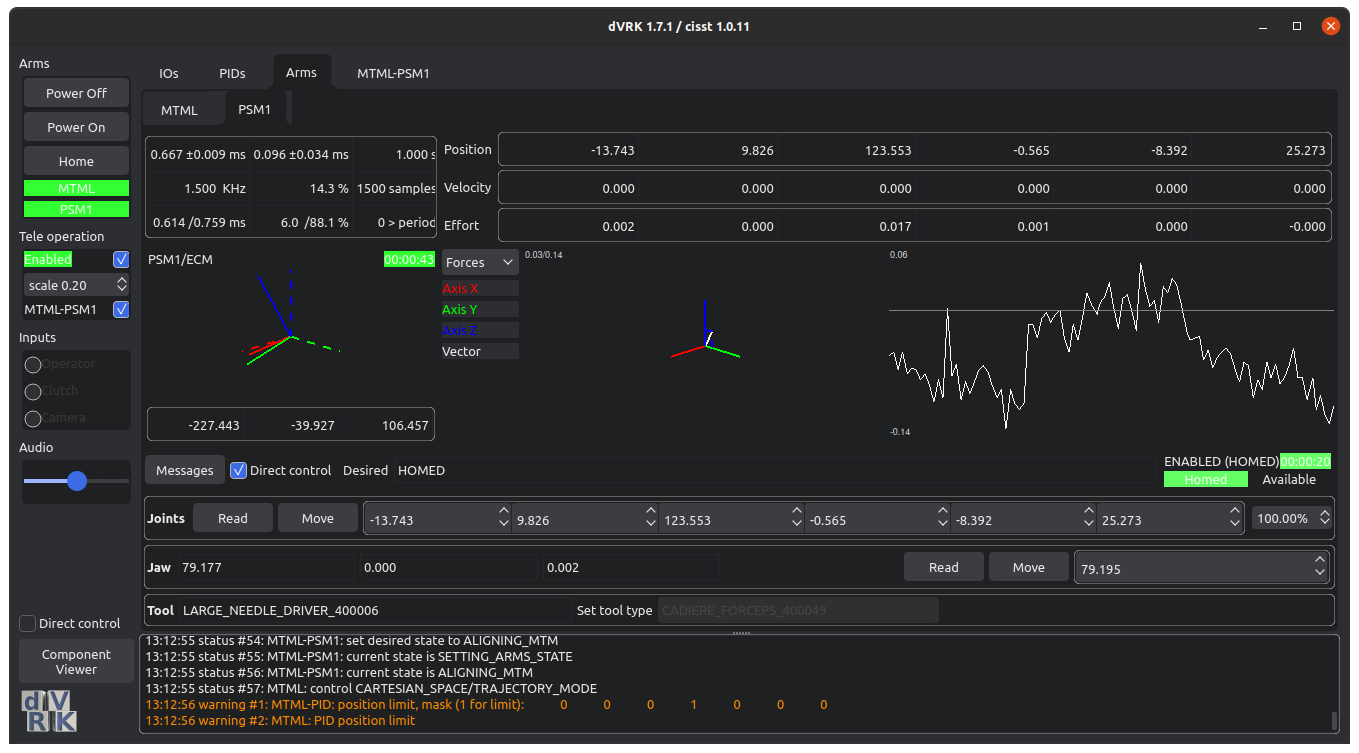 dVRK 1.7.1 / cisst 1.0.11
Arms
Power Off
Power On
Home
MTML
PSM1
Tele operation
Enabled
scale 0.20
MTML-PSM1
Inputs
Operator
Clutch
Camera
Audio
Direct control
Component
Viewer
dVRK
IOs PIDs Arms MTML-PSM1
MTML PSM1
0.667 ±0.009 ms 0.096 ±0.034 ms 1.000 s
1.500 KHz 14.3 % 1500 samples
0.614 /0.759 ms 6.0 /88.1 % 0 > period
Position -13.743 9.826 123.553 -0.565 -8.392 25.273
Velocity 0.000 0.000 0.000 0.000 0.000 0.000
Effort 0.002 0.000 0.017 0.001 0.000 -0.000
PSM1/ECM 00:00:43
-227.443 -39.927 106.457
Forces
Axis X
Axis Y
Axis Z
Vector
0.03/0.14
0.06
-0.14
Messages Direct control Desired HOMED
ENABLED (HOMED) 00:00:20
Homed Available
Joints Read Move -13.743 9.826 123.553 -0.565 -8.392 25.273 100.00%
Jaw 79.177 0.000 0.002 Read Move 79.195
Tool LARGE_NEEDLE_DRIVER_400006 Set tool type CADIERE_FORCEPS_400049
13:12:55 status #54: MTML-PSM1: set desired state to ALIGNING_MTM
13:12:55 status #55: MTML-PSM1: current state is SETTING_ARMS_STATE
13:12:55 status #56: MTML-PSM1: current state is ALIGNING_MTM
13:12:55 status #57: MTML: control CARTESIAN_SPACE/TRAJECTORY_MODE
13:12:56 warning #1: MTML-PID: position limit, mask (1 for limit): 0 0 0 1 0 0 0
13:12:56 warning #2: MTML: PID position limit